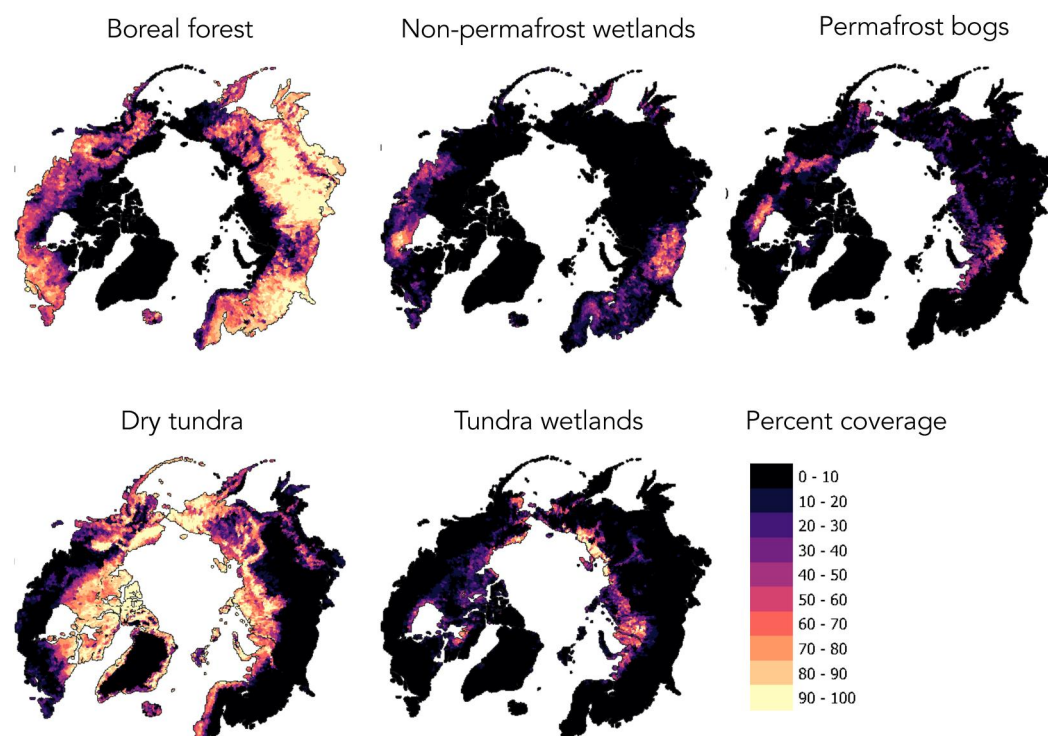 Boreal forest
Non-permafrost wetlands
Permafrost bogs
Dry tundra
Tundra wetlands
Percent coverage
0 - 10
10 - 20
20 - 30
30 - 40
40 - 50
50 - 60
60 - 70
70 - 80
80 - 90
90 - 100